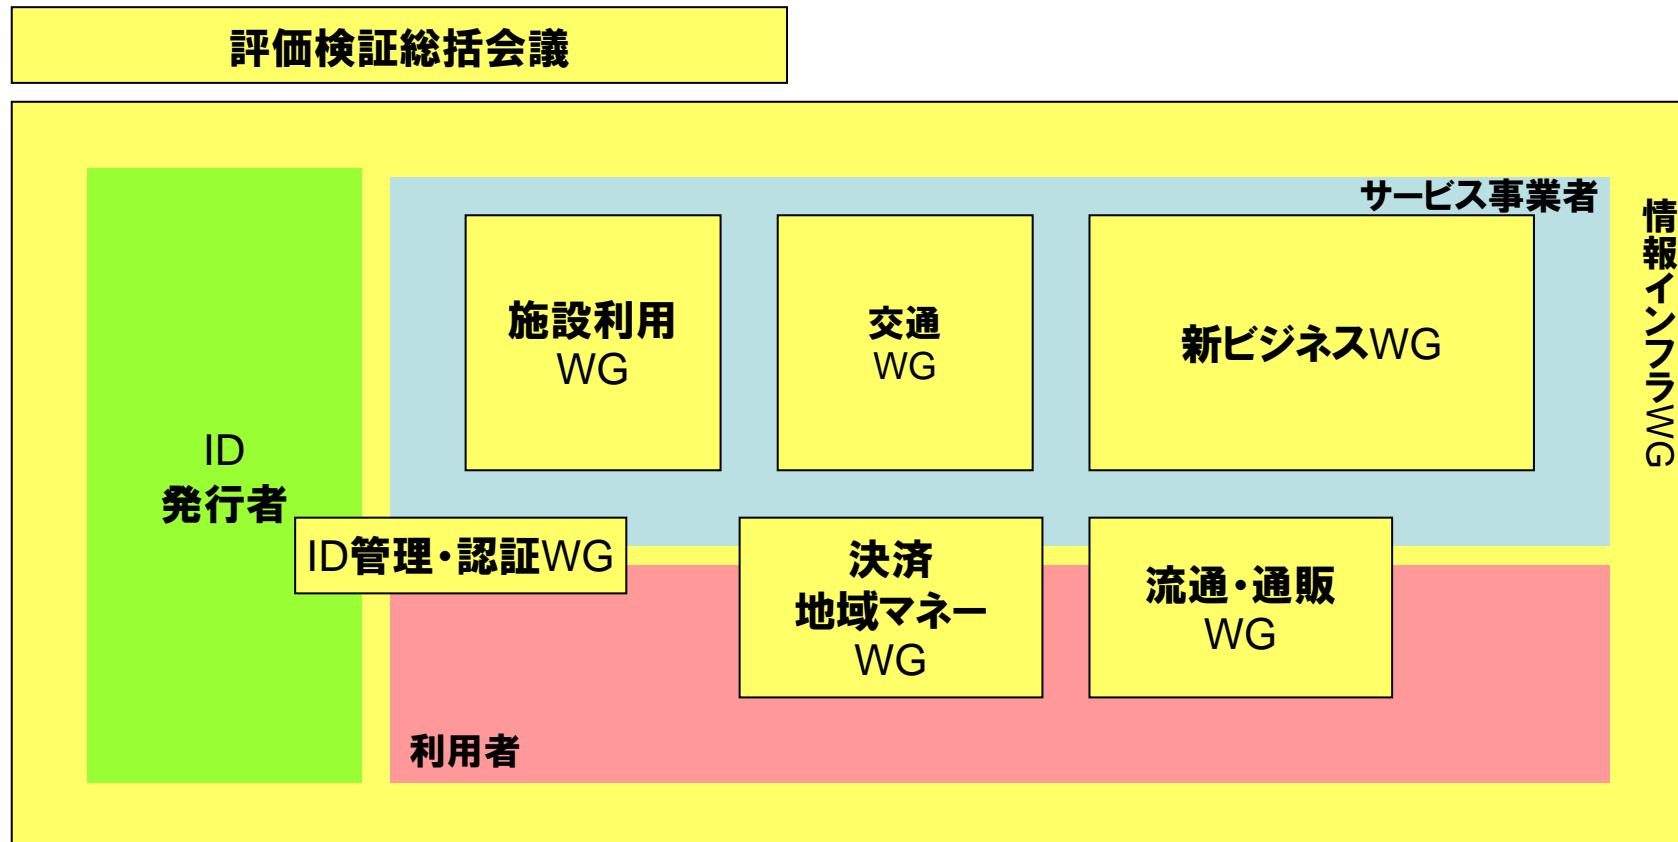 評価検証総括会議
サービス事業者
情報インフラWG
施設利用
WG
交通
WG
新ビジネスWG
ID
発行者
ID管理・認証WG
決済
地域マネー
WG
流通・通販
WG
利用者